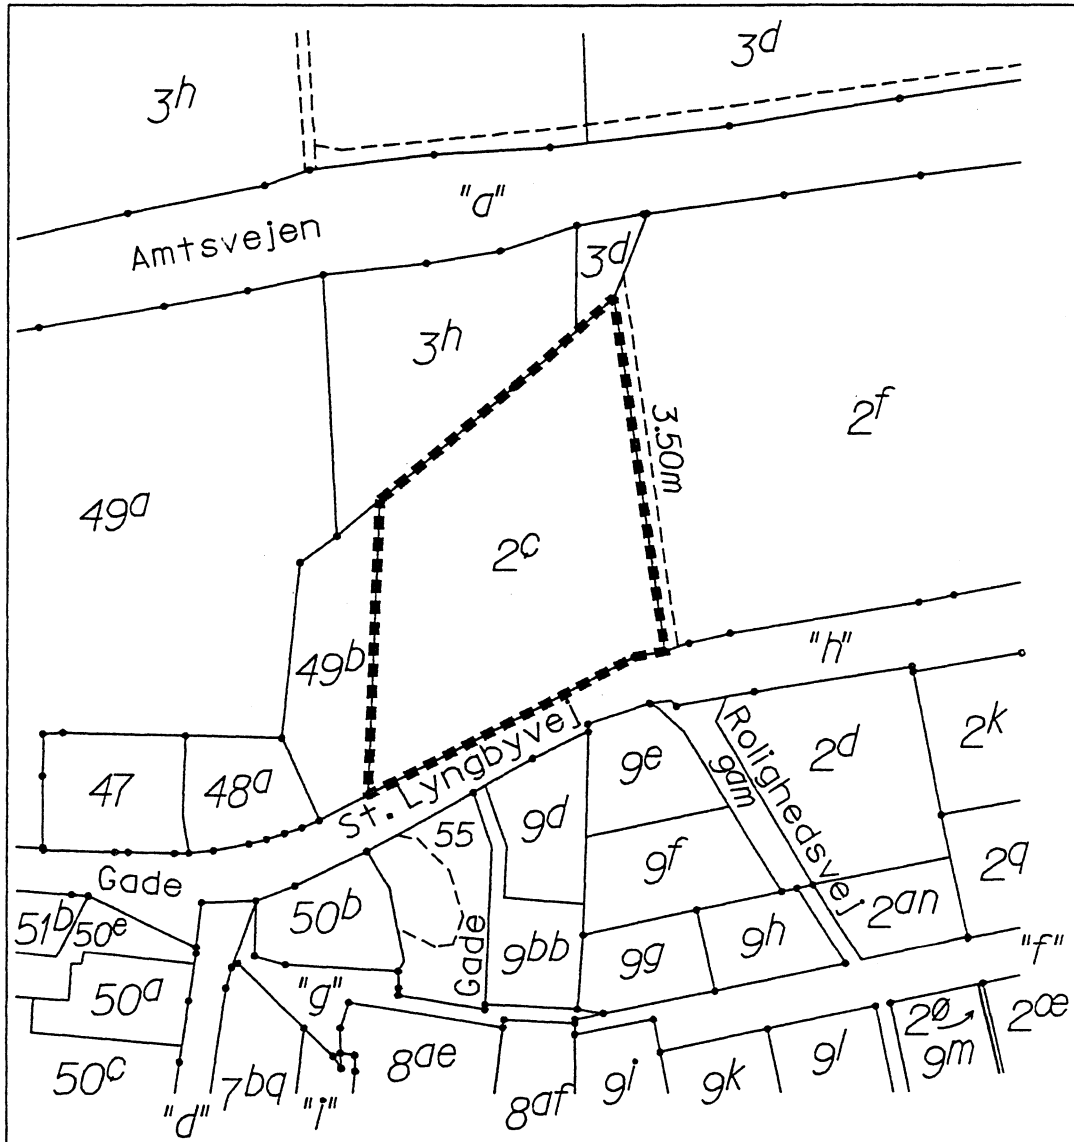 3h
3d
"a"
Amtsvejen
3d
3h
2f
3.50m
49a
2c
"h"
49b
St. Lyngbyvej
Rolighedsvej
2k
2d
9e
9am
47
48a
9d
55
9f
2q
Gade
50b
2an
51b
50e
9h
9g
9bb
Gade
"f"
50a
"g"
2ø
2æ
8ae
9i
9l
9m
50c
7bq
9k
"d"
"i"
8af